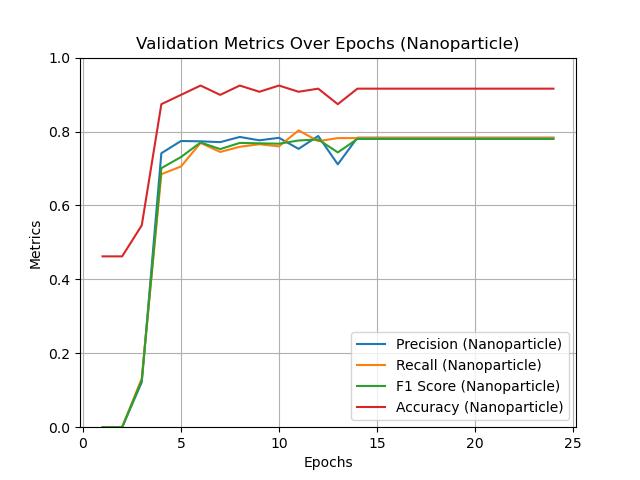 Validation Metrics Over Epochs (Nanoparticle)
1.0
0.8
0.6
0.4
0.2
0.0
Metrics
0 5 10 15 20 25
Epochs
Precision (Nanoparticle)
Recall (Nanoparticle)
F1 Score (Nanoparticle)
Accuracy (Nanoparticle)